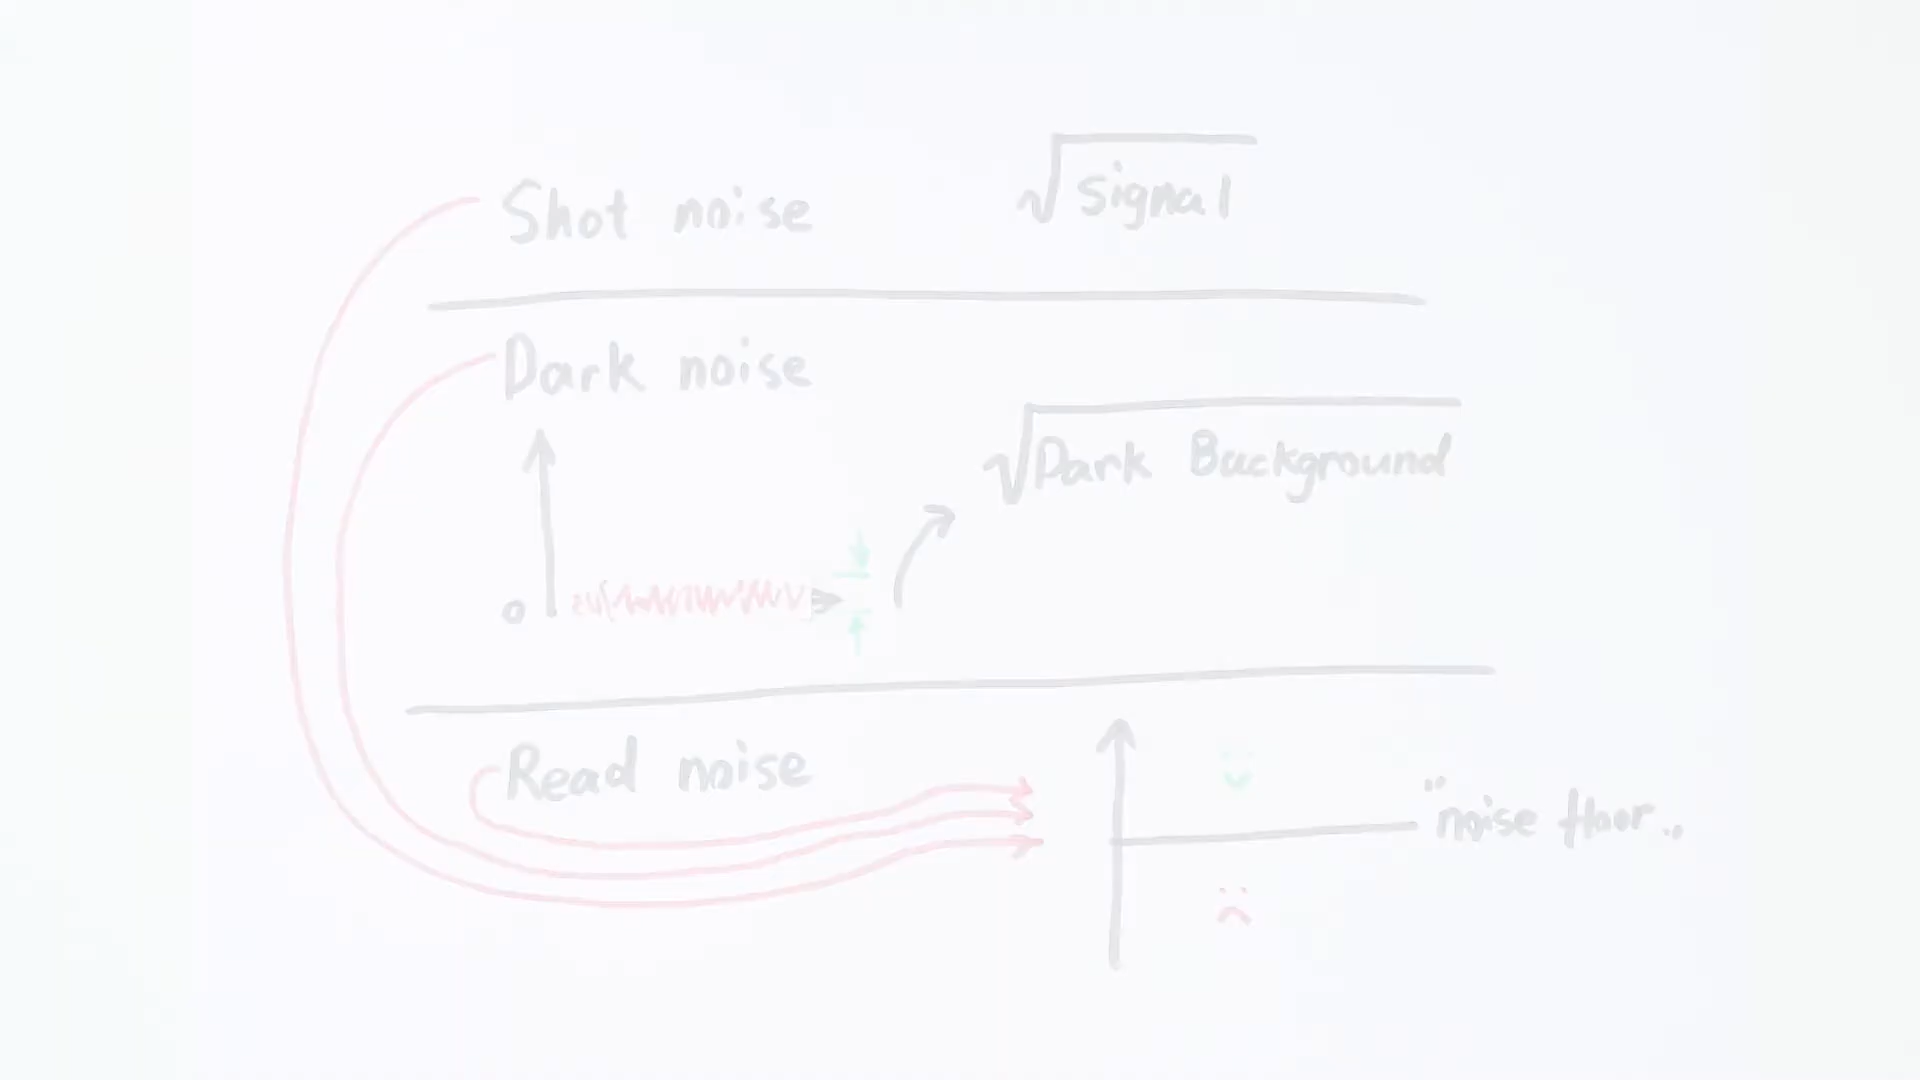 Shot noise
√Signal
Dark noise
√Dark Background
0
Read noise
"noise floor"